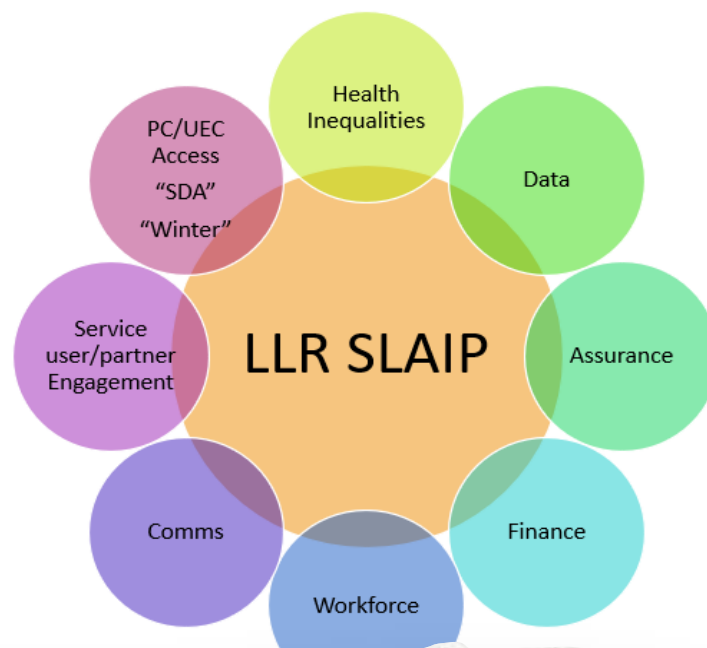 Health
Inequalities
Data
Assurance
Finance
Workforce
Comms
Service
user/partner
Engagement
PC/UEC
Access
“SDA”
“Winter”
LLR SLAIP